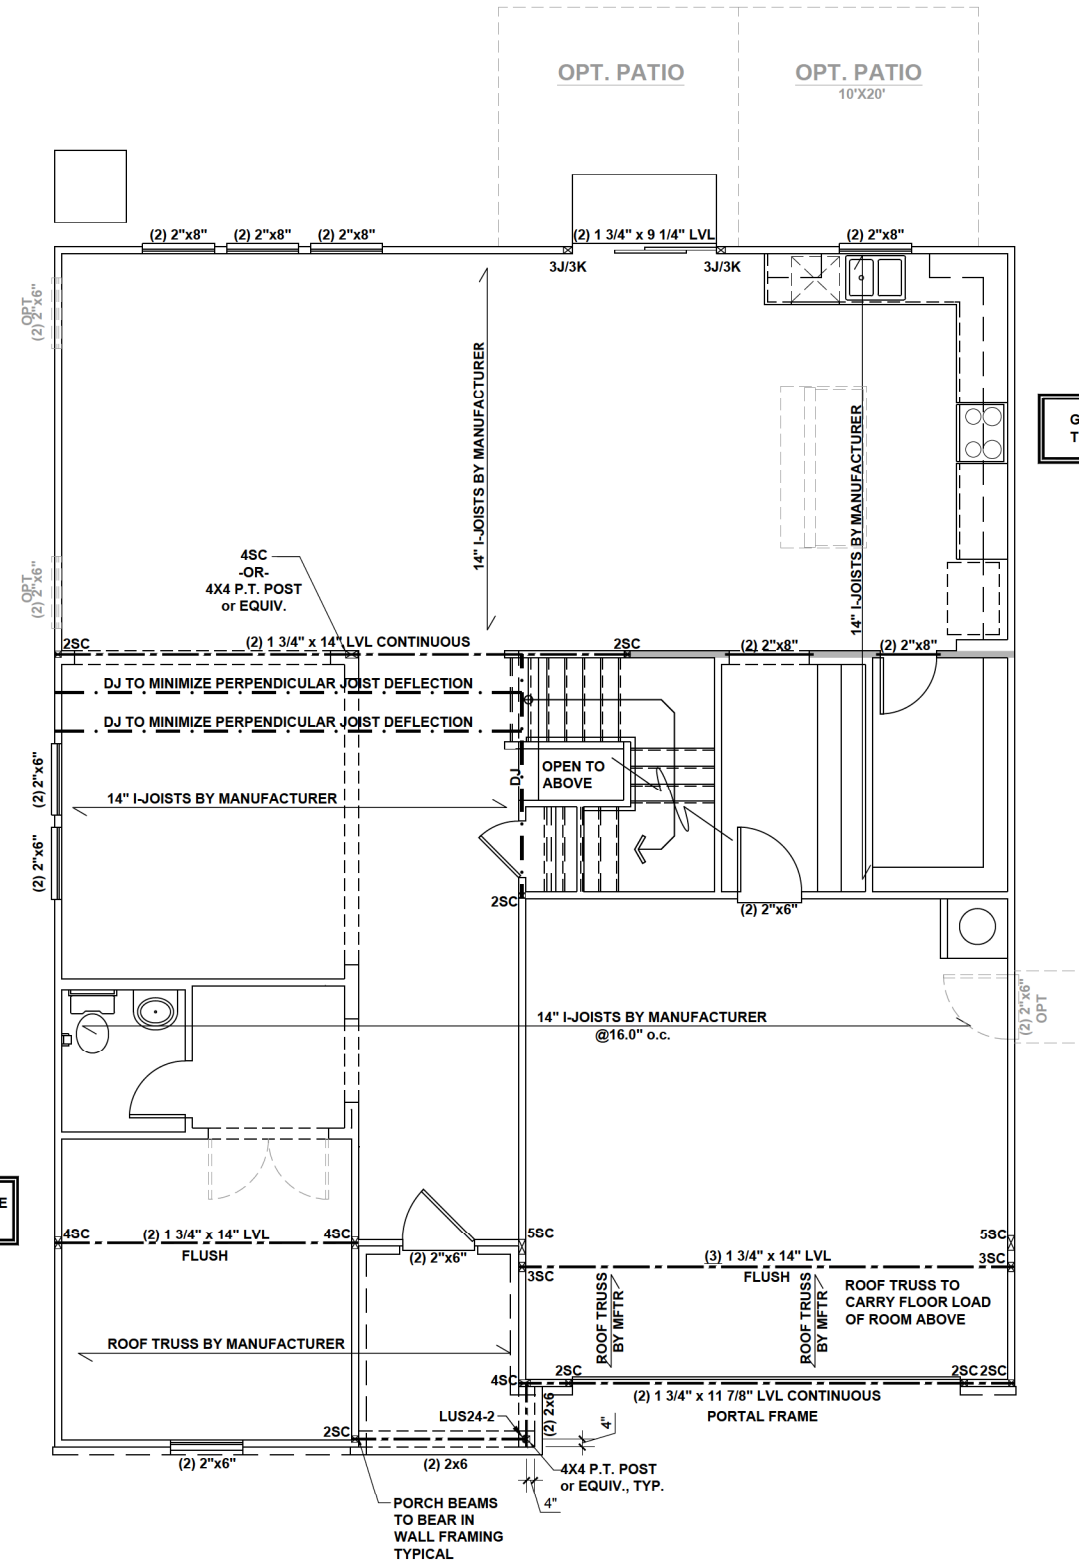 OPT. PATIO
OPT. PATIO
10'X20'
(2) 2"x8"
(2) 2"x8"
(2) 2"x8"
(2) 1 3/4" x 9 1/4" LVL
(2) 2"x8"
3J/3K
3J/3K
OPT
(2) 2"x6"
14" I-JOISTS BY MANUFACTURER
14" I-JOISTS BY MANUFACTURER
G
T
4SC
-OR-
4X4 P.T. POST
or EQUIV.
OPT
(2) 2"x6"
2SC
(2) 1 3/4" x 14" LVL CONTINUOUS
2SC
(2) 2"x8"
(2) 2"x8"
DJ TO MINIMIZE PERPENDICULAR JOIST DEFLECTION
DJ TO MINIMIZE PERPENDICULAR JOIST DEFLECTION
(2) 2"x6"
DJ
OPEN TO
ABOVE
14" I-JOISTS BY MANUFACTURER
(2) 2"x6"
2SC
(2) 2"x6"
14" I-JOISTS BY MANUFACTURER
@16.0" o.c.
(2) 2"x6"
OPT
E
4SC
(2) 1 3/4" x 14" LVL
4SC
FLUSH
(2) 2"x6"
5SC
5SC
(3) 1 3/4" x 14" LVL
3SC
3SC
FLUSH
ROOF TRUSS
BY MFTR
ROOF TRUSS
BY MFTR
ROOF TRUSS TO
CARRY FLOOR LOAD
OF ROOM ABOVE
ROOF TRUSS BY MANUFACTURER
4SC
2SC
2SC
2SC
(2) 1 3/4" x 11 7/8" LVL CONTINUOUS
PORTAL FRAME
LUS24-2
(2) 2x6
4"
2SC
(2) 2"x6"
(2) 2x6
4X4 P.T. POST
or EQUIV., TYP.
4"
PORCH BEAMS
TO BEAR IN
WALL FRAMING
TYPICAL